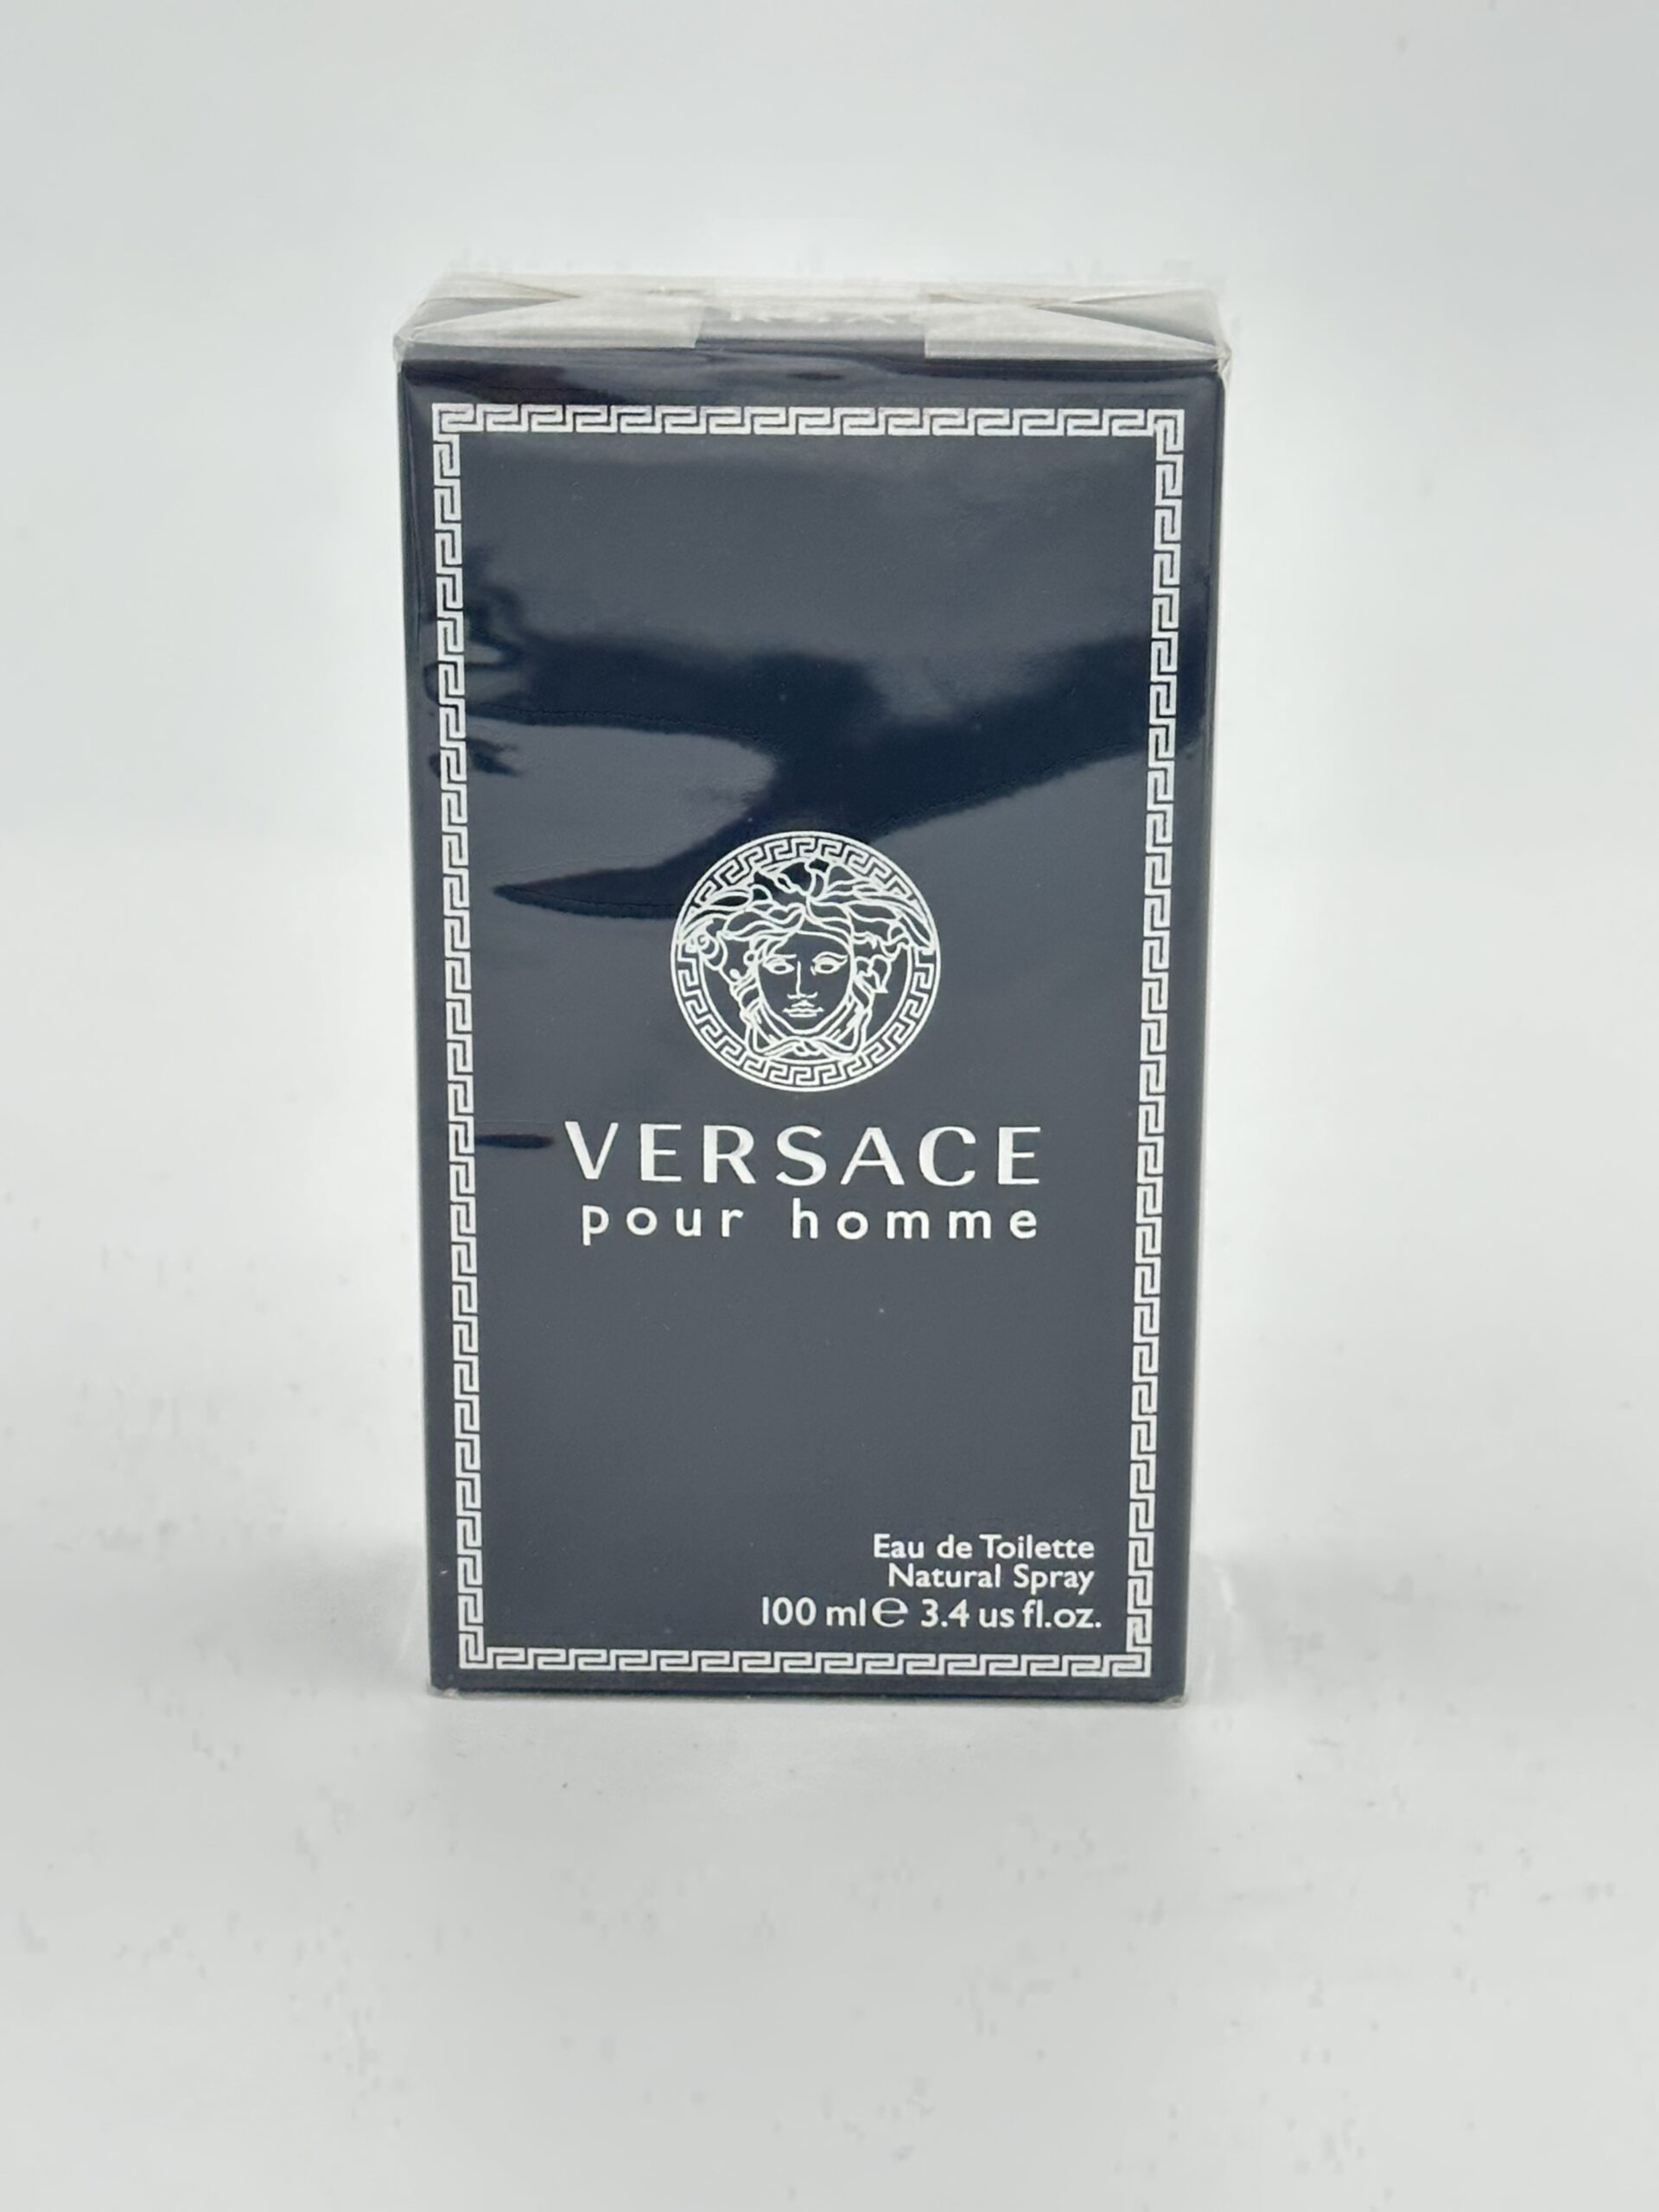 VERSACE
pour homme
Eau de Toilette
Natural Spray
100 ml e 3.4 us fl.oz.